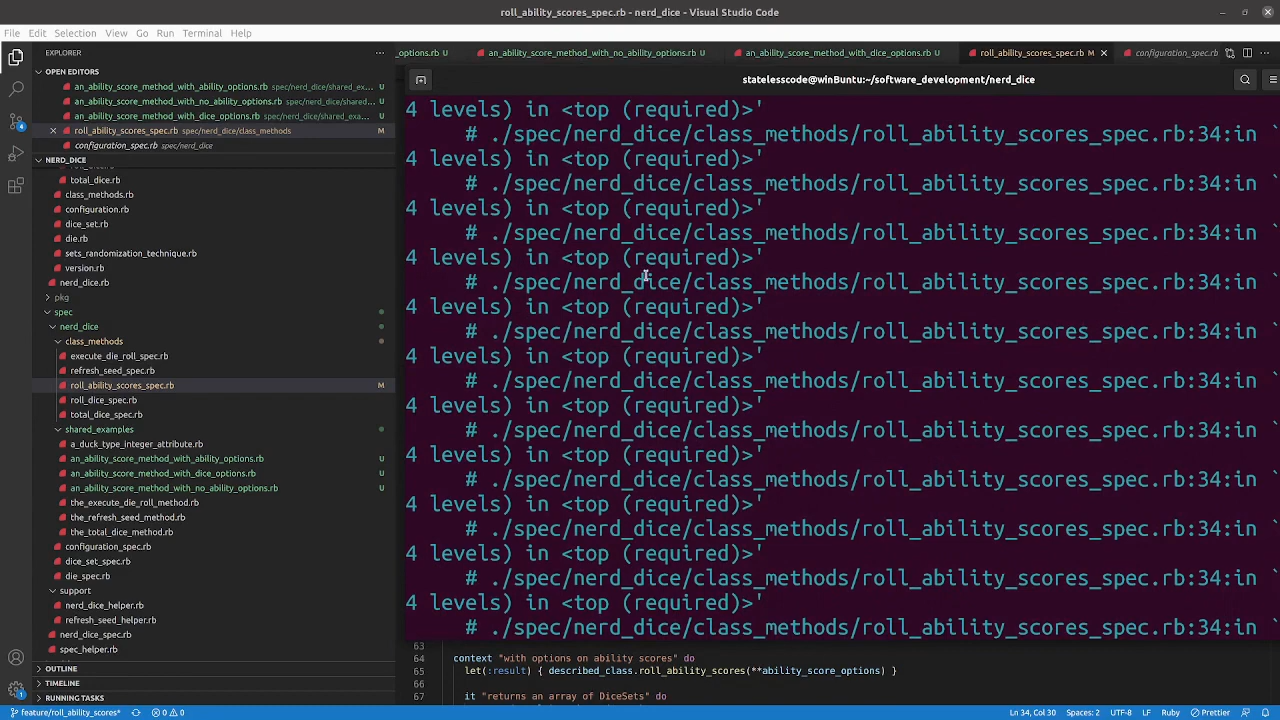 roll_ability_scores_spec.rb - nerd_dice - Visual Studio Code
File Edit Selection View Go Run Terminal Help
EXPLORER
_options.rb U
an_ability_score_method_with_no_ability_options.rb U
an_ability_score_method_with_dice_options.rb U
roll_ability_scores_spec.rb M
configuration_spec.rb
OPEN EDITORS
an_ability_score_method_with_ability_options.rb spec/nerd_dice/shared_ex... U
an_ability_score_method_with_no_ability_options.rb spec/nerd_dice/shared... U
an_ability_score_method_with_dice_options.rb spec/nerd_dice/shared_exa... U
roll_ability_scores_spec.rb spec/nerd_dice/class_methods M
configuration_spec.rb spec/nerd_dice
NERD_DICE
total_dice.rb
class_methods.rb
configuration.rb
dice_set.rb
die.rb
sets_randomization_technique.rb
version.rb
nerd_dice.rb
pkg
spec
nerd_dice
class_methods
execute_die_roll_spec.rb
refresh_seed_spec.rb
roll_ability_scores_spec.rb M
roll_dice_spec.rb
total_dice_spec.rb
shared_examples
a_duck_type_integer_attribute.rb
an_ability_score_method_with_ability_options.rb U
an_ability_score_method_with_dice_options.rb U
an_ability_score_method_with_no_ability_options.rb U
the_execute_die_roll_method.rb
the_refresh_seed_method.rb
the_total_dice_method.rb
configuration_spec.rb
dice_set_spec.rb
die_spec.rb
support
nerd_dice_helper.rb
refresh_seed_helper.rb
nerd_dice_spec.rb
spec_helper.rb
OUTLINE
TIMELINE
RUNNING TASKS
statelesscode@winBuntu:~/software_development/nerd_dice
4 levels) in <top (required)>'
# ./spec/nerd_dice/class_methods/roll_ability_scores_spec.rb:34:in `
4 levels) in <top (required)>'
# ./spec/nerd_dice/class_methods/roll_ability_scores_spec.rb:34:in `
4 levels) in <top (required)>'
# ./spec/nerd_dice/class_methods/roll_ability_scores_spec.rb:34:in `
4 levels) in <top (required)>'
# ./spec/nerd_dice/class_methods/roll_ability_scores_spec.rb:34:in `
4 levels) in <top (required)>'
# ./spec/nerd_dice/class_methods/roll_ability_scores_spec.rb:34:in `
4 levels) in <top (required)>'
# ./spec/nerd_dice/class_methods/roll_ability_scores_spec.rb:34:in `
4 levels) in <top (required)>'
# ./spec/nerd_dice/class_methods/roll_ability_scores_spec.rb:34:in `
4 levels) in <top (required)>'
# ./spec/nerd_dice/class_methods/roll_ability_scores_spec.rb:34:in `
4 levels) in <top (required)>'
# ./spec/nerd_dice/class_methods/roll_ability_scores_spec.rb:34:in `
4 levels) in <top (required)>'
# ./spec/nerd_dice/class_methods/roll_ability_scores_spec.rb:34:in `
4 levels) in <top (required)>'
# ./spec/nerd_dice/class_methods/roll_ability_scores_spec.rb:34:in `
63
64 context "with options on ability scores" do
65 let(:result) { described_class.roll_ability_scores(**ability_score_options) }
66
67 it "returns an array of DiceSets" do
feature/roll_ability_scores* 0 0 Ln 34, Col 30 Spaces: 2 UTF-8 LF Ruby Prettier